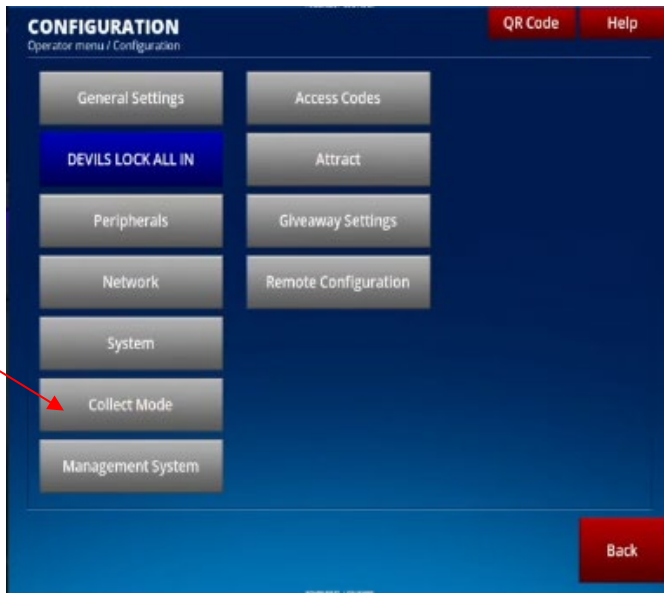 CONFIGURATION
Operator menu / Configuration
QR Code
Help
General Settings
Access Codes
DEVILS LOCK ALL IN
Attract
Peripherals
Giveaway Settings
Network
Remote Configuration
System
Collect Mode
Management System
Back